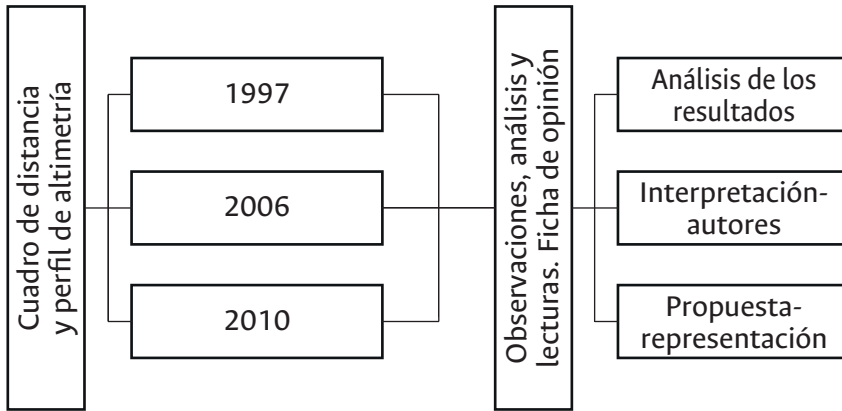 Cuadro de distancia
y perfil de altimetría
1997
2006
2010
Observaciones, análisis y
lecturas. Ficha de opinión
Análisis de los
resultados
Interpretación-
autores
Propuesta-
representación